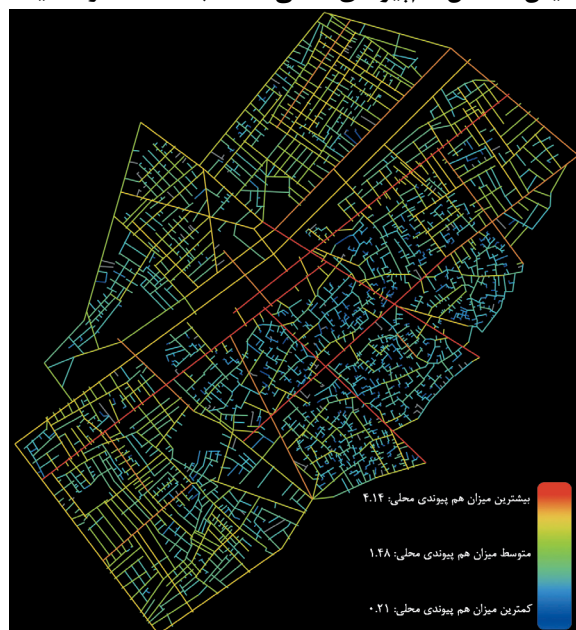 بیشترین میزان هم پیوندی محلی: ۴.۱۴
متوسط میزان هم پیوندی محلی: ۱.۴۸
کمترین میزان هم پیوندی محلی: ۰.۲۱